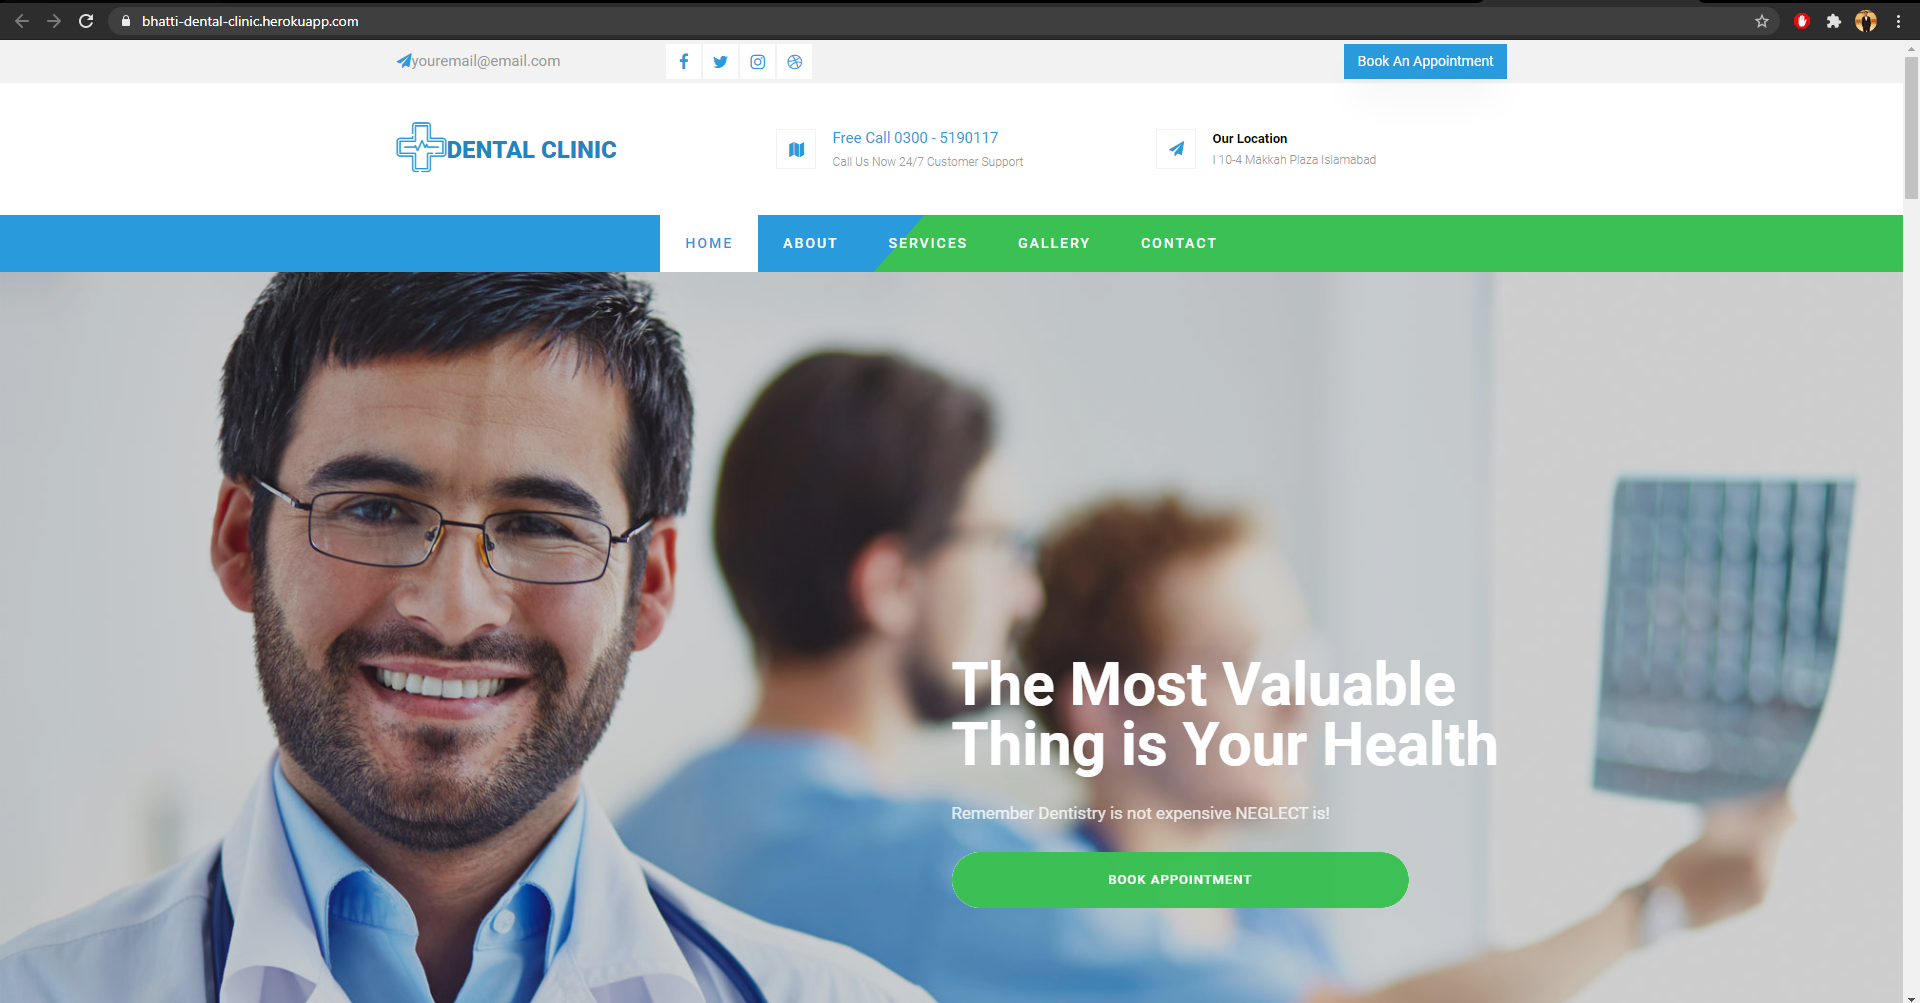 bhatti-dental-clinic.herokuapp.com
youremail@email.com
Book An Appointment
DENTAL CLINIC
Free Call 0300 - 5190117
Call Us Now 24/7 Customer Support
Our Location
I 10-4 Makkah Plaza Islamabad
HOME ABOUT SERVICES GALLERY CONTACT
The Most Valuable
Thing is Your Health
Remember Dentistry is not expensive NEGLECT is!
BOOK APPOINTMENT